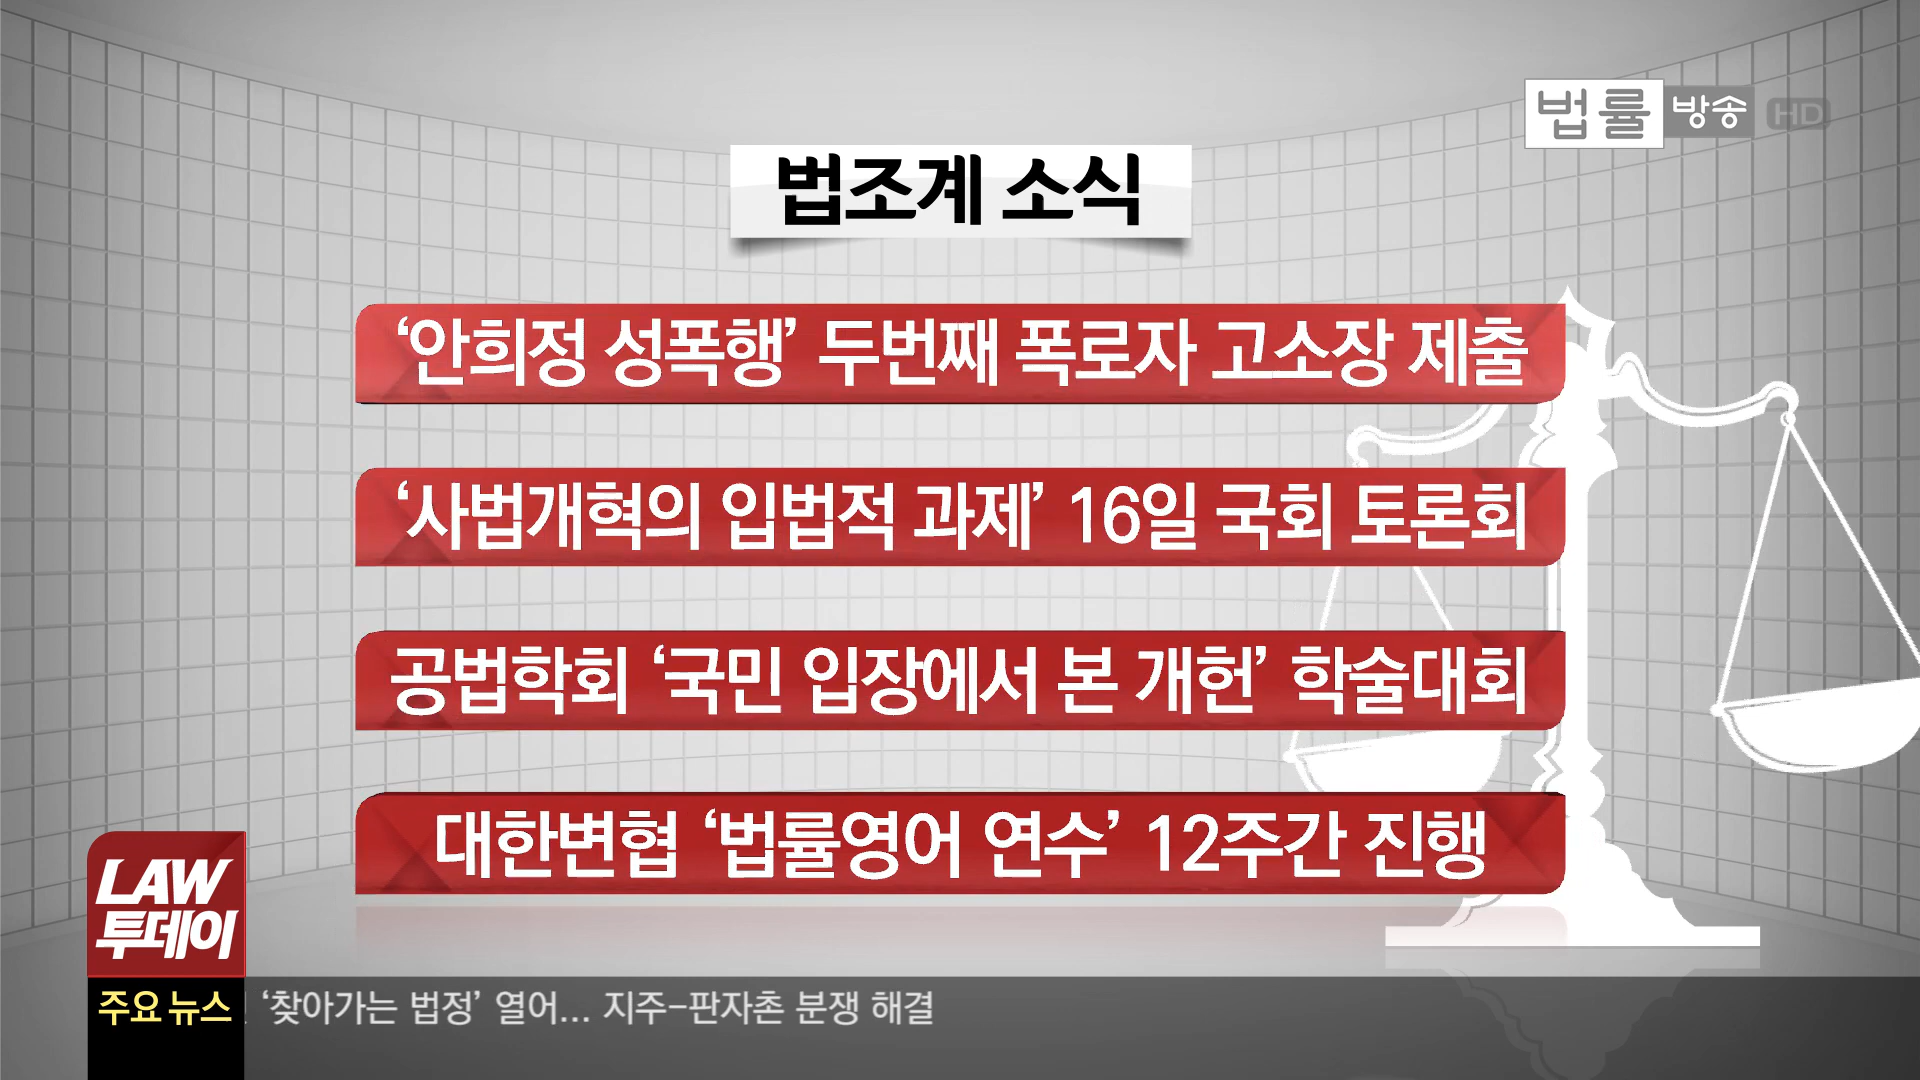 법률방송 HD
법조계 소식
‘안희정 성폭행’ 두번째 폭로자 고소장 제출
‘사법개혁의 입법적 과제’ 16일 국회 토론회
공법학회 ‘국민 입장에서 본 개헌’ 학술대회
대한변협 ‘법률영어 연수’ 12주간 진행
LAW
투데이
주요 뉴스 ‘찾아가는 법정’ 열어... 지주-판자촌 분쟁 해결